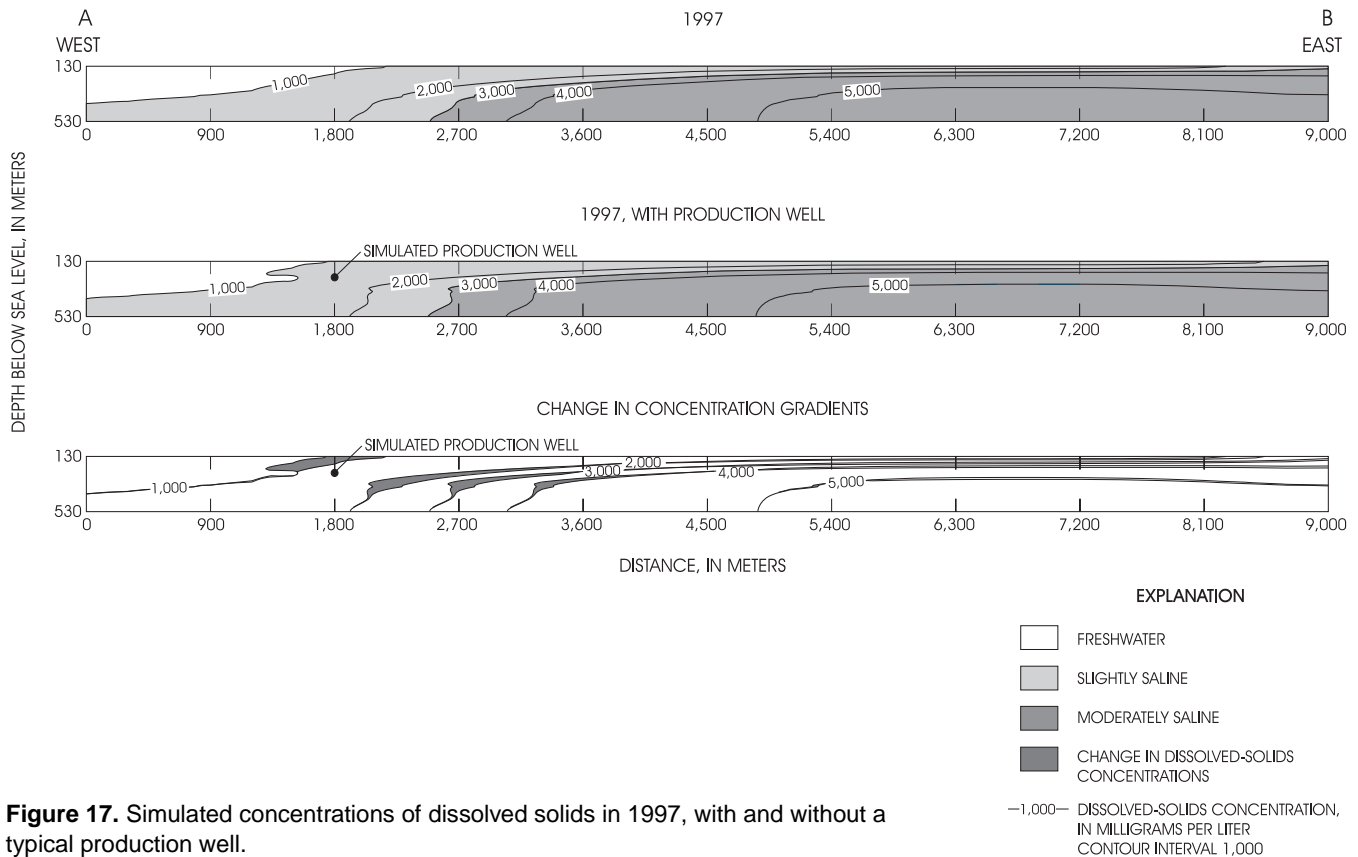 A
1997
B
WEST
EAST
130
1,000
2,000
3,000
4,000
5,000
530
0
900
1,800
2,700
3,600
4,500
5,400
6,300
7,200
8,100
9,000
DEPTH BELOW SEA LEVEL, IN METERS
1997, WITH PRODUCTION WELL
SIMULATED PRODUCTION WELL
130
1,000
2,000
3,000
4,000
5,000
530
0
900
1,800
2,700
3,600
4,500
5,400
6,300
7,200
8,100
9,000
CHANGE IN CONCENTRATION GRADIENTS
SIMULATED PRODUCTION WELL
130
1,000
2,000
3,000
4,000
5,000
530
0
900
1,800
2,700
3,600
4,500
5,400
6,300
7,200
8,100
9,000
DISTANCE, IN METERS
EXPLANATION
FRESHWATER
SLIGHTLY SALINE
MODERATELY SALINE
CHANGE IN DISSOLVED-SOLIDS
CONCENTRATIONS
1,000
DISSOLVED-SOLIDS CONCENTRATION,
IN MILLIGRAMS PER LITER
CONTOUR INTERVAL 1,000
Figure 17. Simulated concentrations of dissolved solids in 1997, with and without a
typical production well.